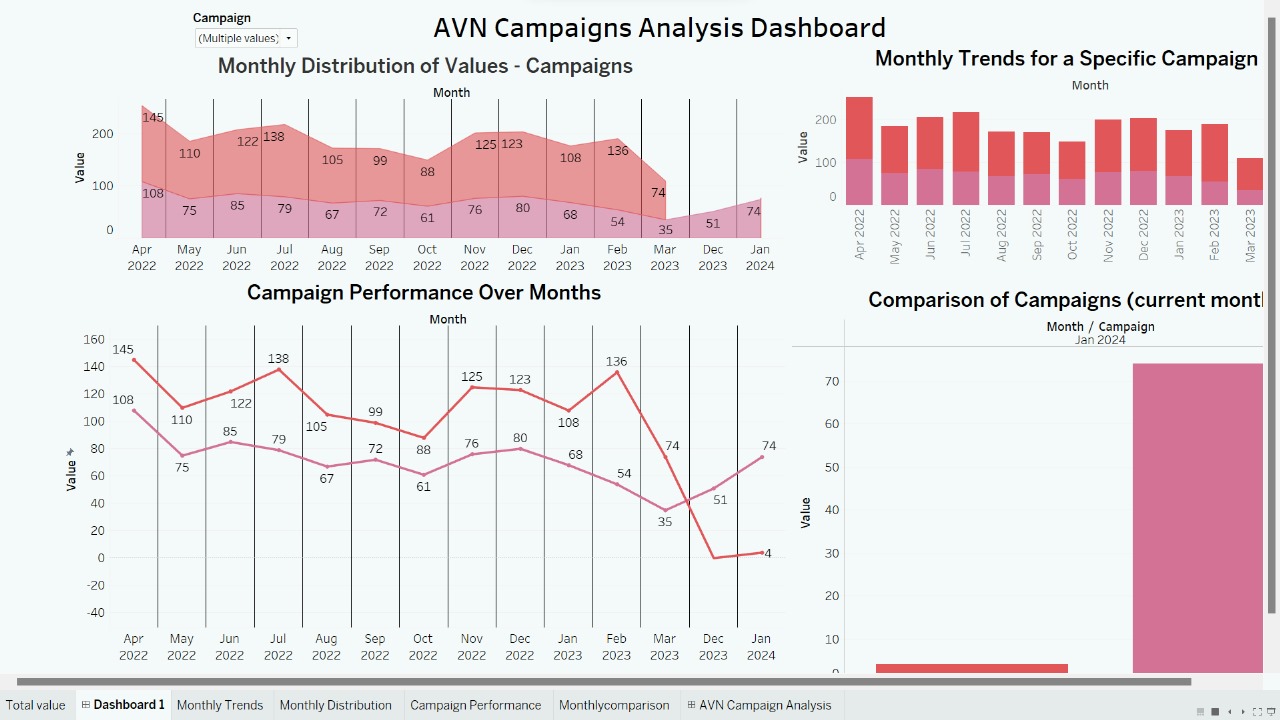 Campaign
(Multiple values)
AVN Campaigns Analysis Dashboard
Monthly Distribution of Values - Campaigns
Month
Value
200
100
0
145 110 122 138 105 99 88 125 123 108 136 74
108 75 85 79 67 72 61 76 80 68 54 35 51 74
Apr May Jun Jul Aug Sep Oct Nov Dec Jan Feb Mar Dec Jan
2022 2022 2022 2022 2022 2022 2022 2022 2022 2023 2023 2023 2023 2024
Monthly Trends for a Specific Campaign
Month
Value
200
100
0
Apr 2022
May 2022
Jun 2022
Jul 2022
Aug 2022
Sep 2022
Oct 2022
Nov 2022
Dec 2022
Jan 2023
Feb 2023
Mar 2023
Campaign Performance Over Months
Month
Value
160
140
120
100
80
60
40
20
0
-20
-40
145 110 122 138 105 99 88 125 123 108 136 74 4
108 75 85 79 67 72 61 76 80 68 54 35 51 74
Apr May Jun Jul Aug Sep Oct Nov Dec Jan Feb Mar Dec Jan
2022 2022 2022 2022 2022 2022 2022 2022 2022 2023 2023 2023 2023 2024
Comparison of Campaigns (current mont
Month / Campaign
Jan 2024
Value
70
60
50
40
30
20
10
0
Total value
Dashboard 1
Monthly Trends
Monthly Distribution
Campaign Performance
Monthlycomparison
AVN Campaign Analysis